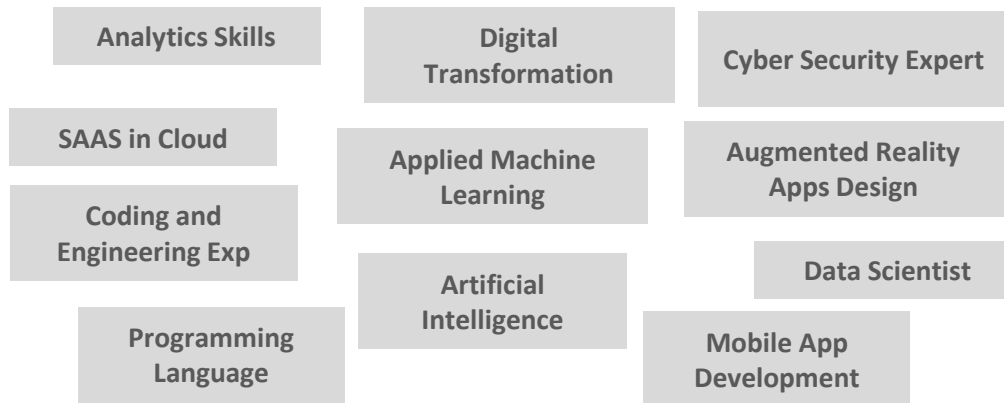 Analytics Skills
Digital
Transformation
Cyber Security Expert
SAAS in Cloud
Applied Machine
Learning
Augmented Reality
Apps Design
Coding and
Engineering Exp
Artificial
Intelligence
Data Scientist
Programming
Language
Mobile App
Development